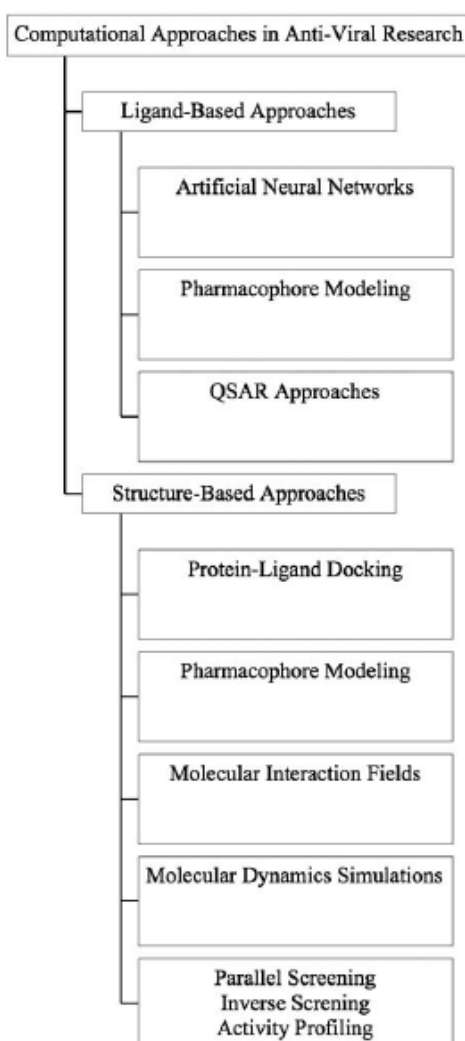 Computational Approaches in Anti-Viral Research
Ligand-Based Approaches
Artificial Neural Networks
Pharmacophore Modeling
QSAR Approaches
Structure-Based Approaches
Protein-Ligand Docking
Pharmacophore Modeling
Molecular Interaction Fields
Molecular Dynamics Simulations
Parallel Screening
Inverse Screning
Activity Profiling